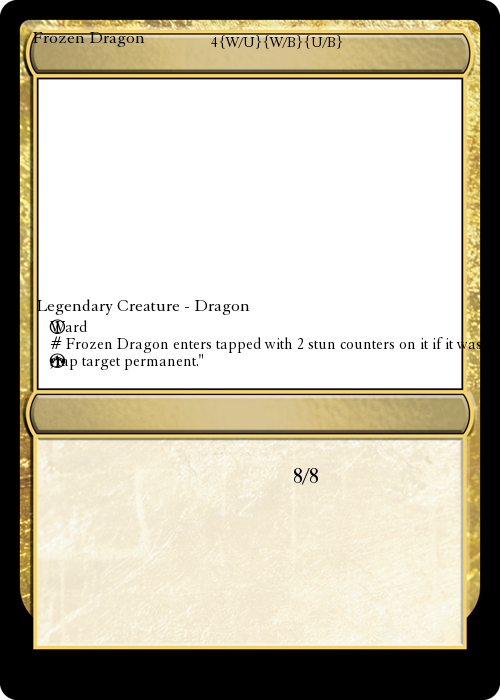 Frozen Dragon 4{W/U}{W/B}{U/B}
Legendary Creature - Dragon
Ward
# Frozen Dragon enters tapped with 2 stun counters on it if it was
target permanent."
8/8